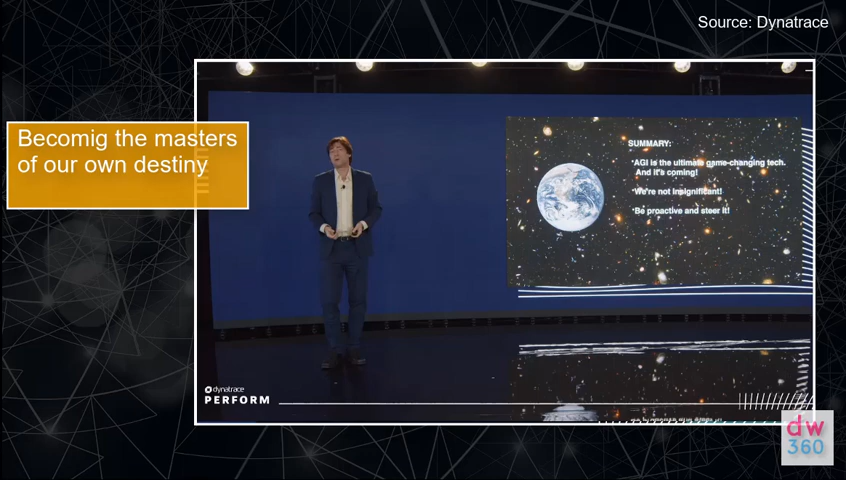 Source: Dynatrace
Becomig the masters
of our own destiny
SUMMARY:
*AGI is the ultimate game-changing tech.
And it's coming!
*We're not insignificant!
*Be proactive and steer it!
dynatrace
PERFORM
dw
360